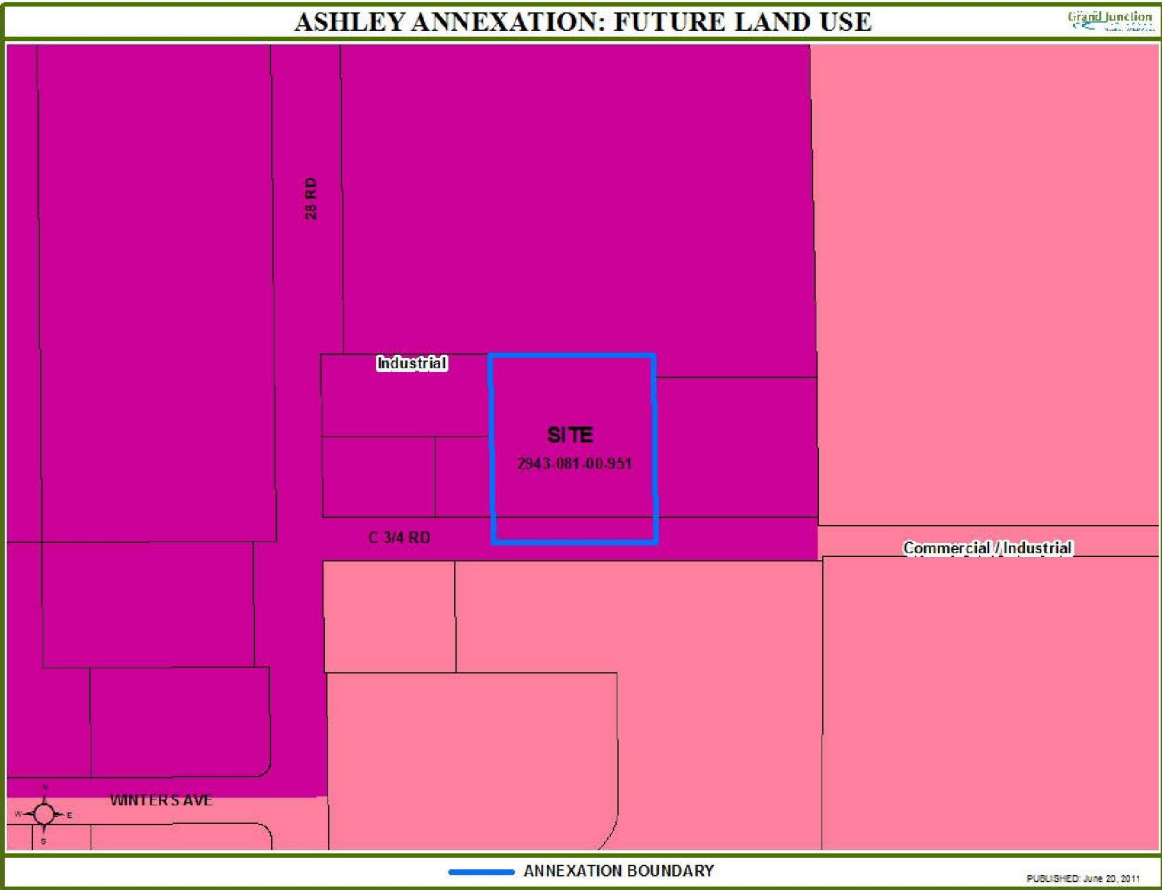 ASHLEY ANNEXATION: FUTURE LAND USE
Grand Junction
28 RD
Industrial
SITE
2943-081-00-951
C 3/4 RD
Commercial / Industrial
WINTERS AVE
N
W
E
S
ANNEXATION BOUNDARY
PUBLISHED: June 20, 2011